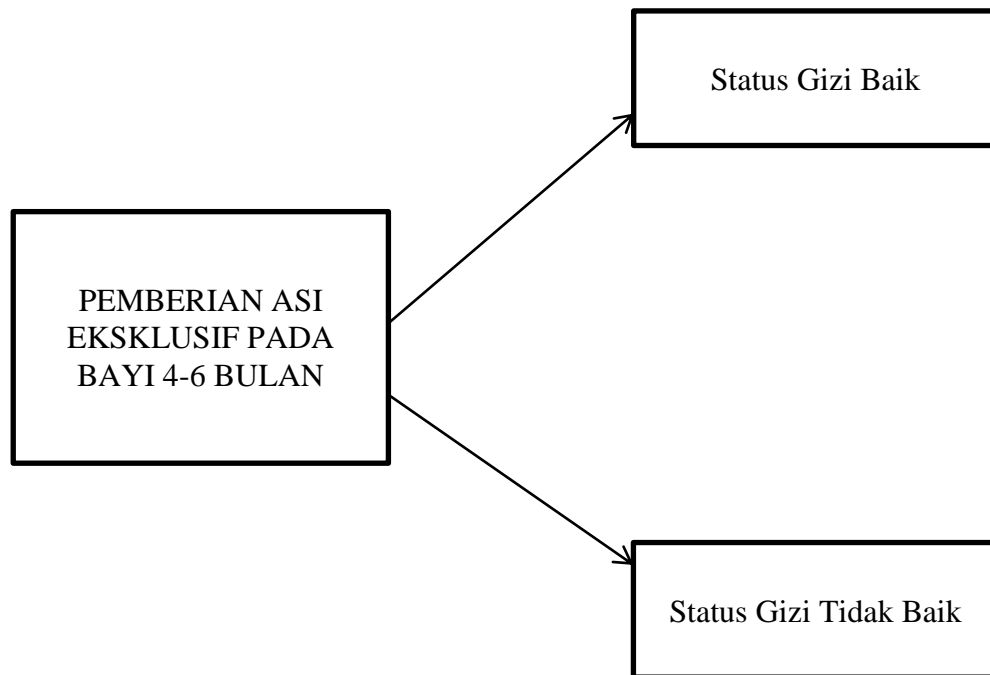 Status Gizi Baik
PEMBERIAN ASI
EKSKLUSIF PADA
BAYI 4-6 BULAN
Status Gizi Tidak Baik